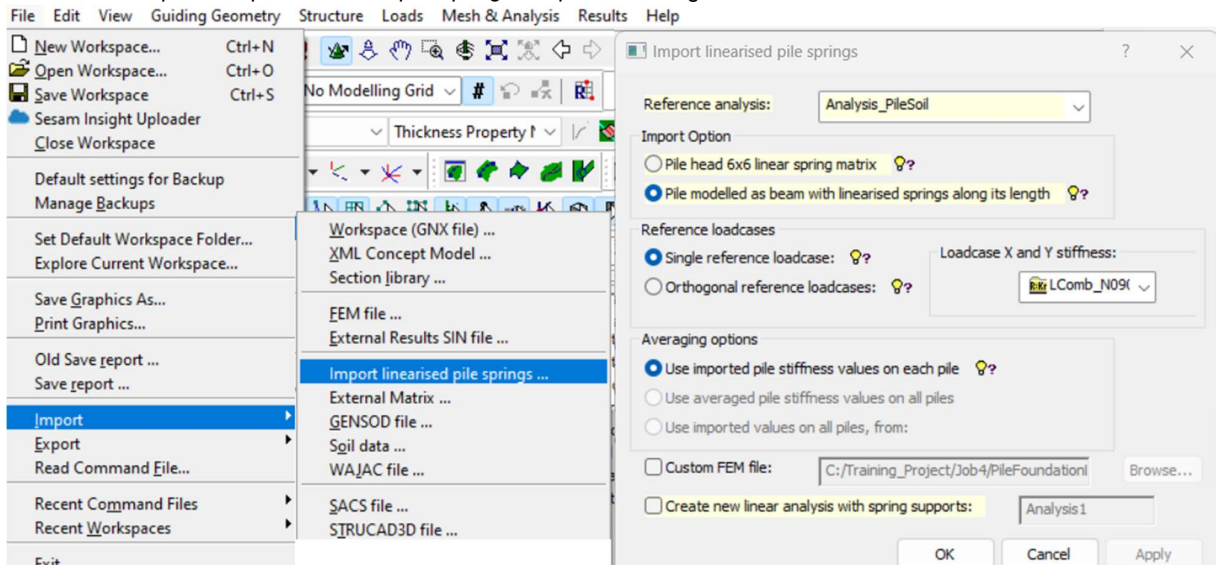 File Edit View Guiding Geometry Structure Loads Mesh & Analysis Results Help
New Workspace... Ctrl+N
Open Workspace... Ctrl+O
Save Workspace Ctrl+S
Sesam Insight Uploader
Close Workspace
Default settings for Backup
Manage Backups
Set Default Workspace Folder...
Explore Current Workspace...
Save Graphics As...
Print Graphics...
Old Save report ...
Save report ...
Import
Export
Read Command File...
Recent Command Files
Recent Workspaces
Exit
No Modelling Grid
Thickness Property
Workspace (GNX file) ...
XML Concept Model ...
Section library ...
FEM file ...
External Results SIN file ...
Import linearised pile springs ...
External Matrix ...
GENSOD file ...
Soil data ...
WAJAC file ...
SACS file ...
STRUCAD3D file ...
Import linearised pile springs ? ×
Reference analysis: Analysis_PileSoil
Import Option
Pile head 6x6 linear spring matrix ?
Pile modelled as beam with linearised springs along its length ?
Reference loadcases
Single reference loadcase: ? Loadcase X and Y stiffness:
Orthogonal reference loadcases: ? LComb_N09(
Averaging options
Use imported pile stiffness values on each pile ?
Use averaged pile stiffness values on all piles
Use imported values on all piles, from:
Custom FEM file: C:/Training_Project/Job4/PileFoundationI Browse...
Create new linear analysis with spring supports: Analysis1
OK Cancel Apply